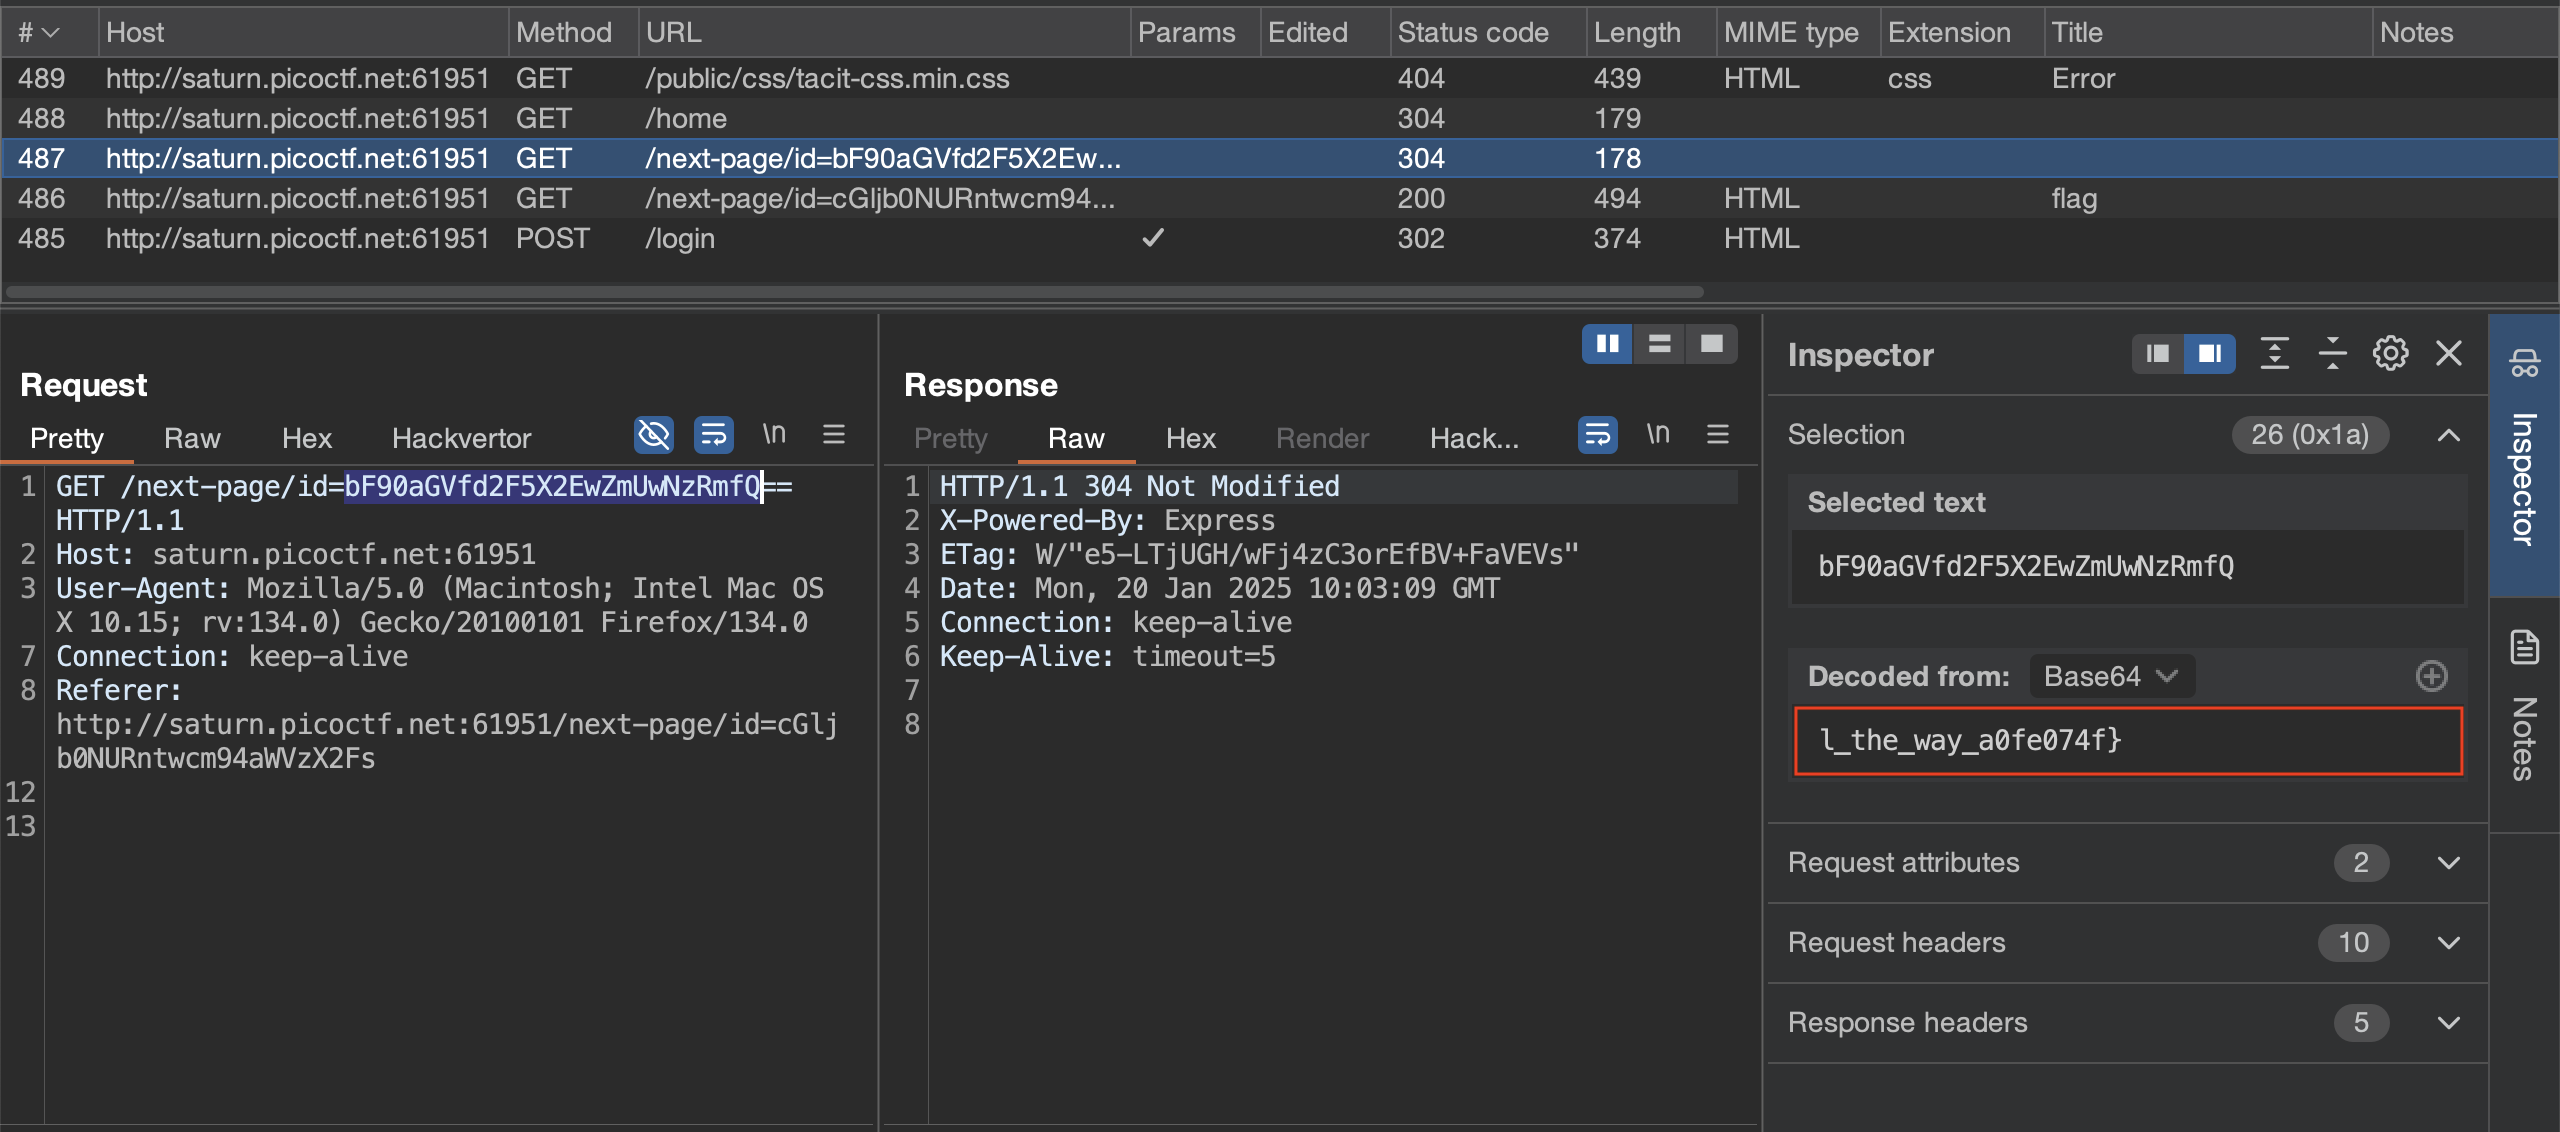 # Host Method URL Params Edited Status code Length MIME type Extension Title Notes
489 http://saturn.picoctf.net:61951 GET /public/css/tacit-css.min.css 404 439 HTML css Error
488 http://saturn.picoctf.net:61951 GET /home 304 179
487 http://saturn.picoctf.net:61951 GET /next-page/id=bF90aGVfd2F5X2Ew... 304 178
486 http://saturn.picoctf.net:61951 GET /next-page/id=cGljb0NURntwcm94... 200 494 HTML flag
485 http://saturn.picoctf.net:61951 POST /login ✓ 302 374 HTML
Request
Pretty Raw Hex Hackvertor \n
1 GET /next-page/id=bF90aGVfd2F5X2EwZmUwNzRmfQ==
HTTP/1.1
2 Host: saturn.picoctf.net:61951
3 User-Agent: Mozilla/5.0 (Macintosh; Intel Mac OS
X 10.15; rv:134.0) Gecko/20100101 Firefox/134.0
7 Connection: keep-alive
8 Referer:
http://saturn.picoctf.net:61951/next-page/id=cGlj
b0NURntwcm94aWVzX2Fs
12
13
Response
Pretty Raw Hex Render Hack... \n
1 HTTP/1.1 304 Not Modified
2 X-Powered-By: Express
3 ETag: W/"e5-LTjUGH/wFj4zC3orEfBV+FaVEVs"
4 Date: Mon, 20 Jan 2025 10:03:09 GMT
5 Connection: keep-alive
6 Keep-Alive: timeout=5
7
8
Inspector
Selection 26 (0x1a)
Selected text
bF90aGVfd2F5X2EwZmUwNzRmfQ
Decoded from: Base64
l_the_way_a0fe074f}
Request attributes 2
Request headers 10
Response headers 5
Inspector
Notes